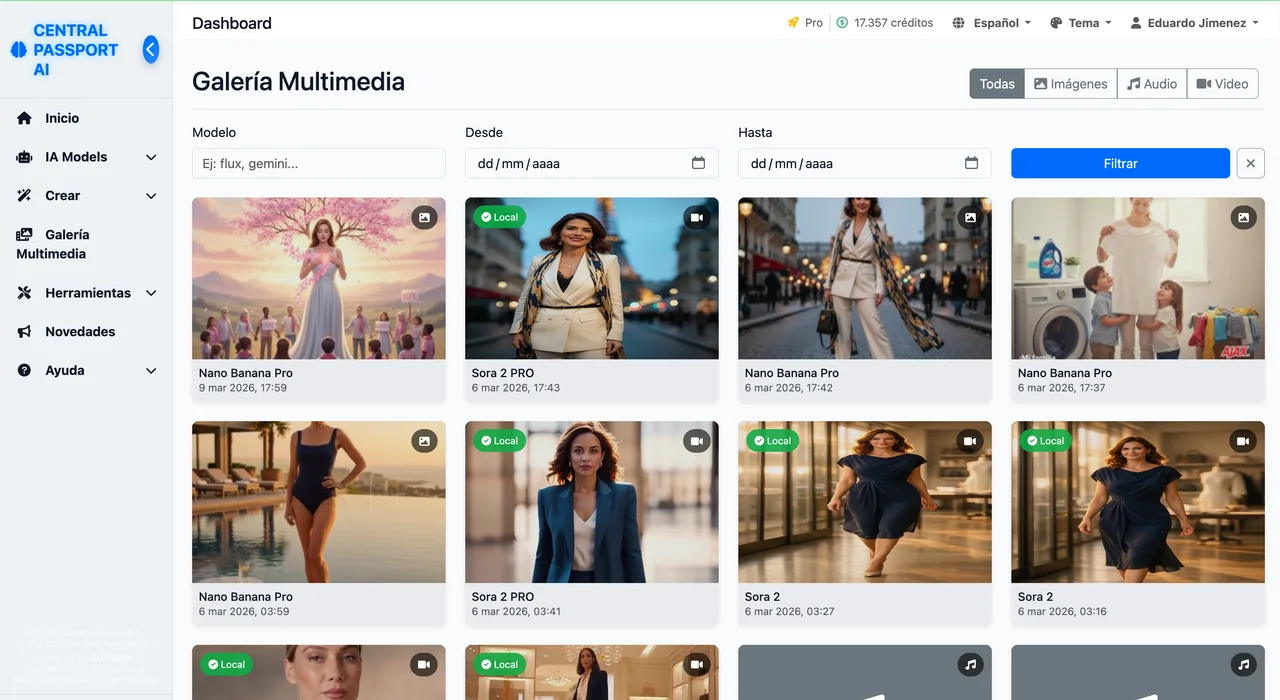 CENTRAL
PASSPORT
AI
Dashboard
Pro
17.357 créditos
Español
Tema
Eduardo Jimenez
Inicio
IA Models
Crear
Galería
Multimedia
Herramientas
Novedades
Ayuda
Galería Multimedia
Todas
Imágenes
Audio
Video
Modelo
Desde
Hasta
Ej: flux, gemini...
dd/mm/aaaa
dd/mm/aaaa
Filtrar
Local
AJAX
Mi familia
Nano Banana Pro
9 mar 2026, 17:59
Sora 2 PRO
6 mar 2026, 17:43
Nano Banana Pro
6 mar 2026, 17:42
Nano Banana Pro
6 mar 2026, 17:37
Local
Local
Local
Nano Banana Pro
6 mar 2026, 03:59
Sora 2 PRO
6 mar 2026, 03:41
Sora 2
6 mar 2026, 03:27
Sora 2
6 mar 2026, 03:16
Local
Local